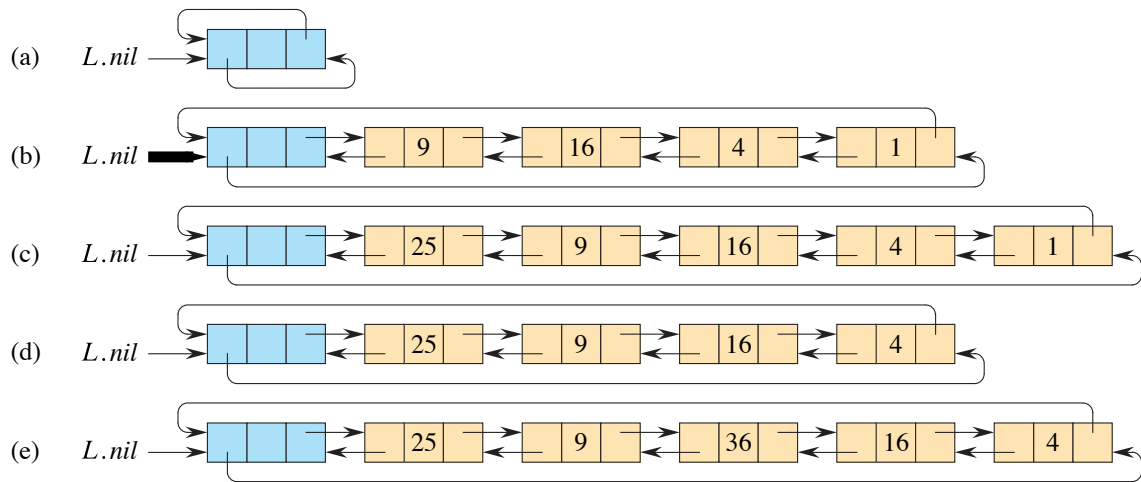 (a) L.nil
(b) L.nil 9 16 4 1
(c) L.nil 25 9 16 4 1
(d) L.nil 25 9 16 4
(e) L.nil 25 9 36 16 4